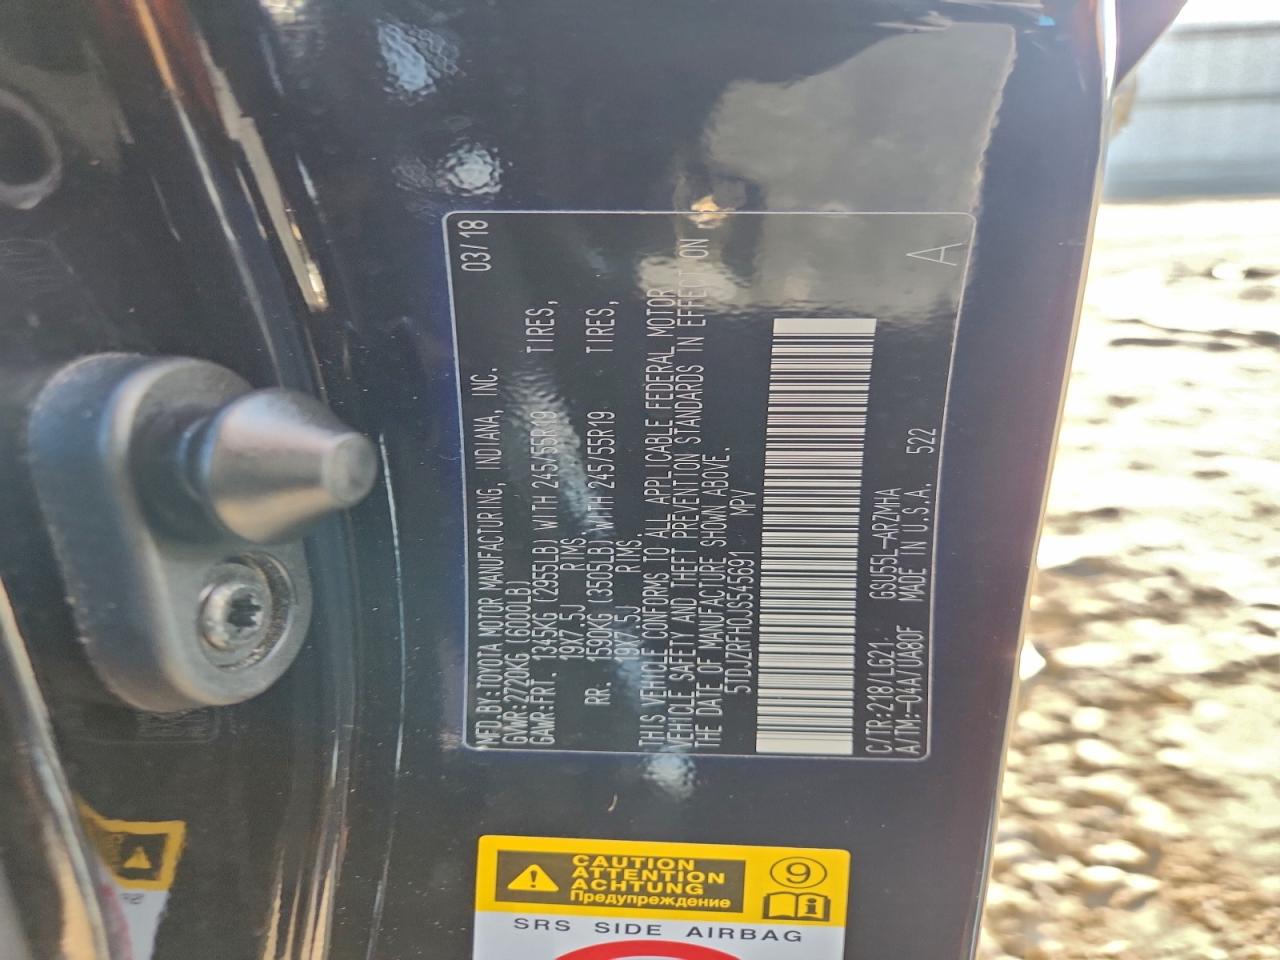 MFD.BY:TOYOTA MOTOR MANUFACTURING, INDIANA, INC. 03/18
GVWR:2720KG (6000LB)
GAWR:FRT. 1345KG (2955LB) WITH 245/55R19 TIRES,
19X7.5J RIMS,
RR. 1590KG (3505LB) WITH 245/55R19 TIRES,
19X7.5J RIMS.
THIS VEHICLE CONFORMS TO ALL APPLICABLE FEDERAL MOTOR
VEHICLE SAFETY AND THEFT PREVENTION STANDARDS IN EFFECT ON
THE DATE OF MANUFACTURE SHOWN ABOVE.
5TDJZRFH0JS545691 MPV
C/TR:218/LG21 GSU55L-ARZMHA
A/TM:-04A/UA80F MADE IN U.S.A. 522
A
CAUTION
ATTENTION
ACHTUNG
Предупреждение
9
SRS SIDE AIRBAG